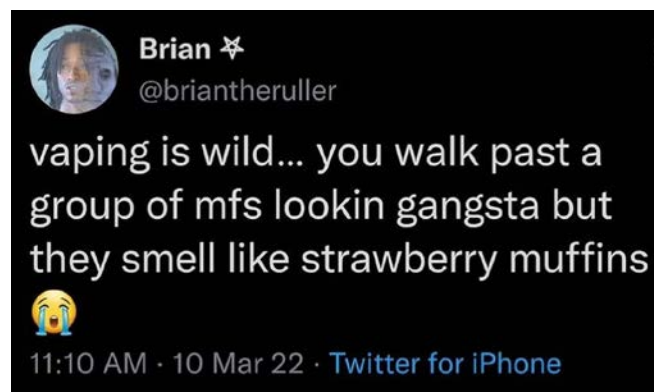 Brian ⛧
@briantheruller
vaping is wild... you walk past a
group of mfs lookin gangsta but
they smell like strawberry muffins
😭
11:10 AM · 10 Mar 22 · Twitter for iPhone